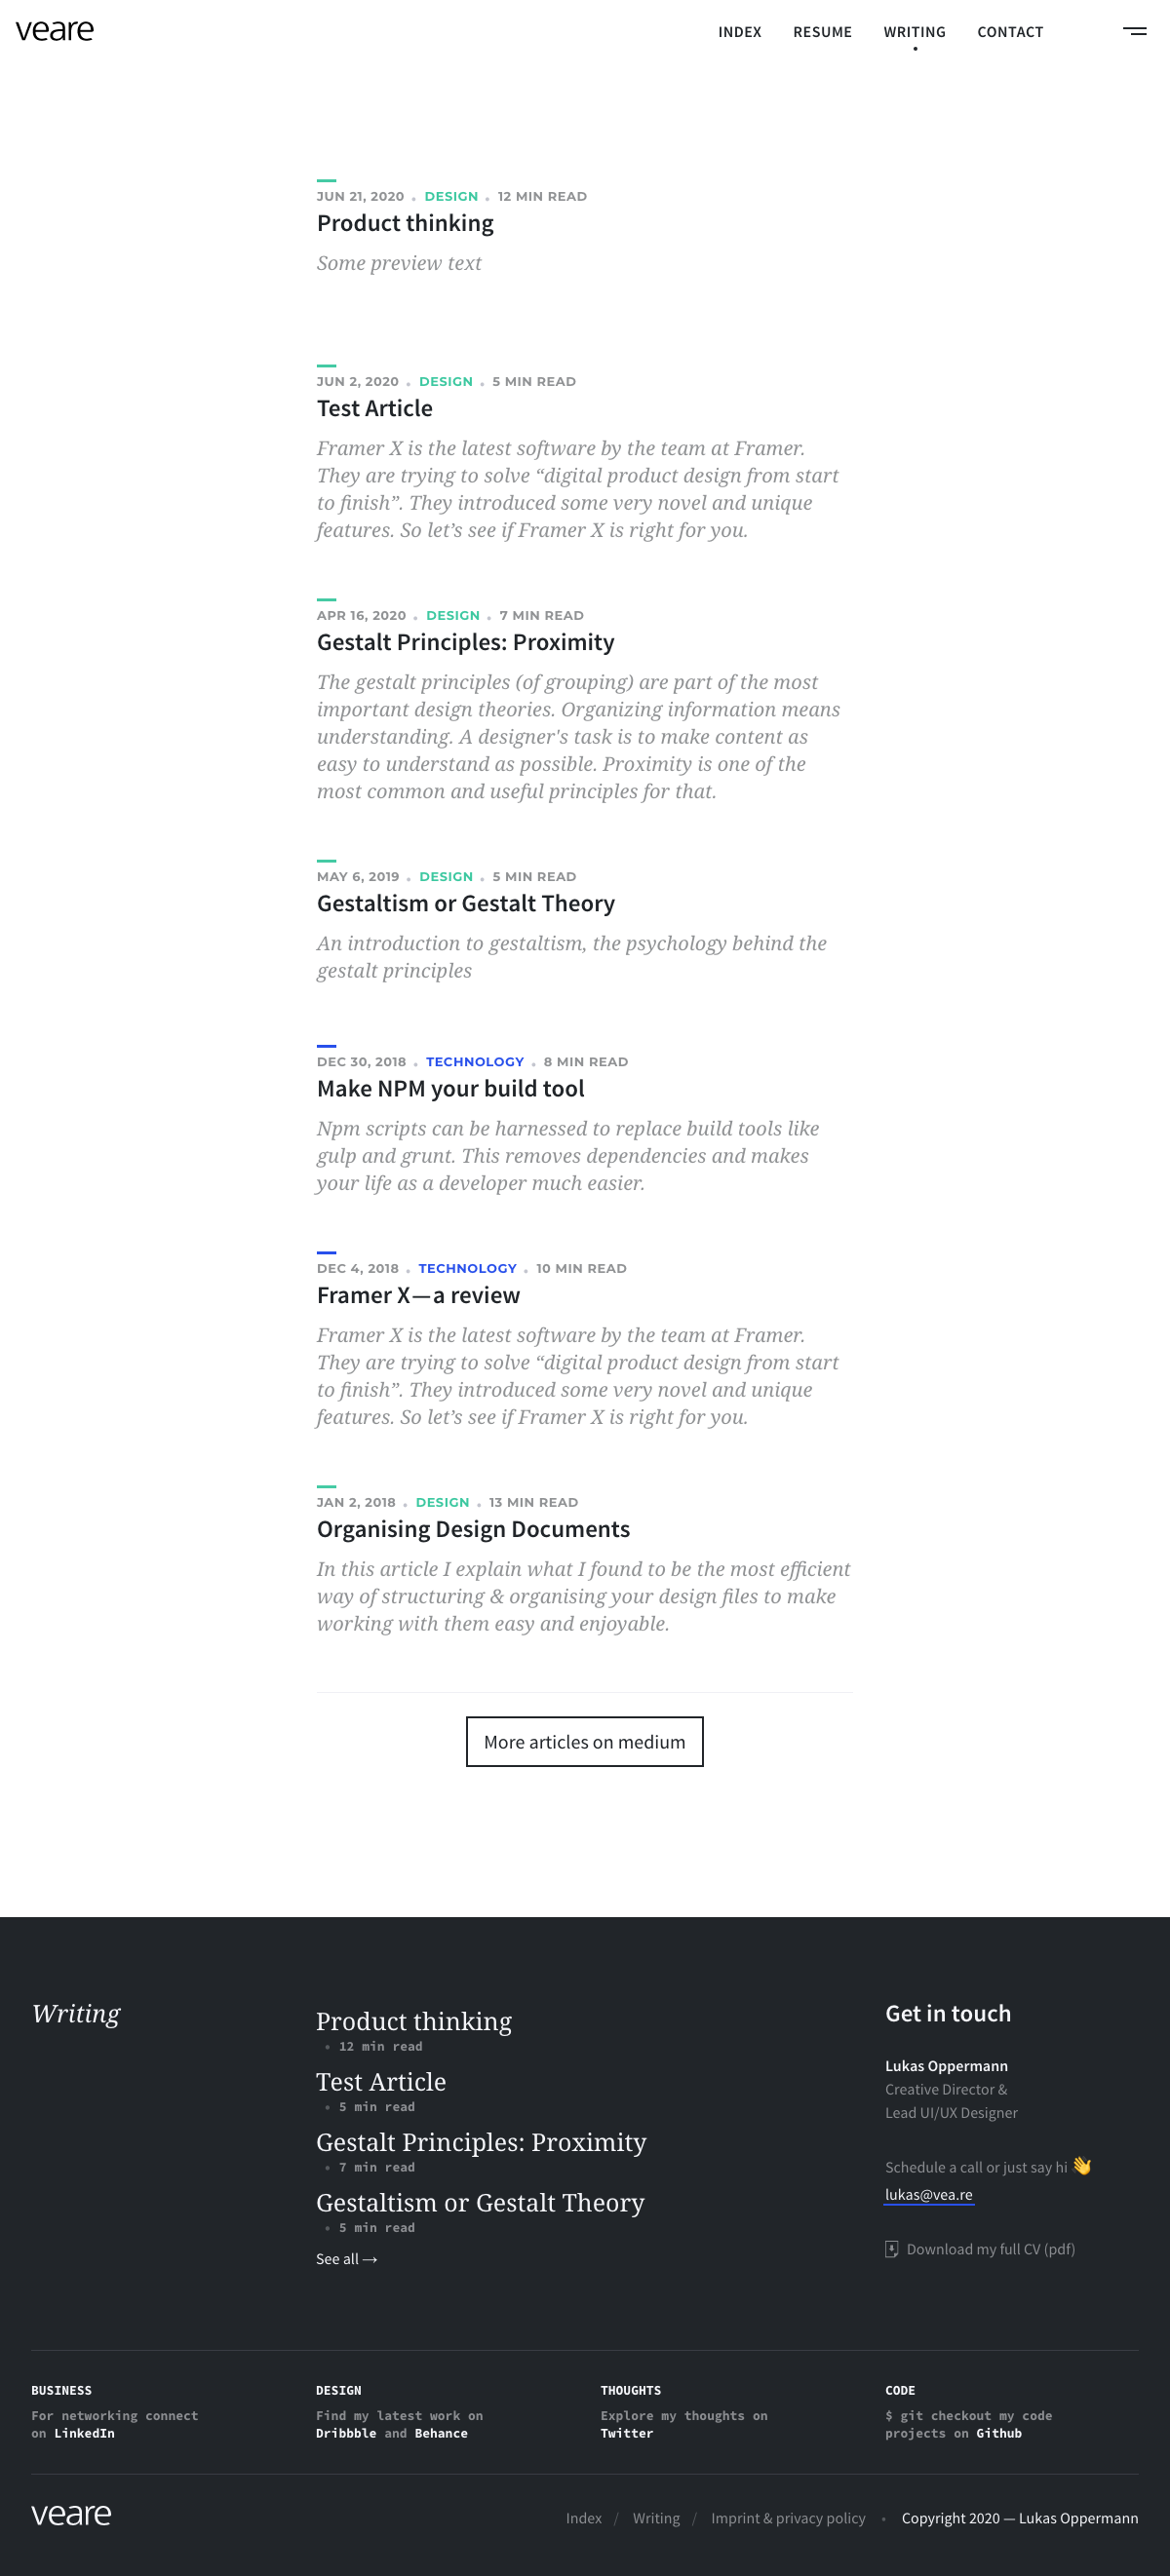 veare
INDEX RESUME WRITING CONTACT
JUN 21, 2020 • DESIGN • 12 MIN READ
Product thinking
Some preview text
JUN 2, 2020 • DESIGN • 5 MIN READ
Test Article
Framer X is the latest software by the team at Framer.
They are trying to solve “digital product design from start
to finish”. They introduced some very novel and unique
features. So let’s see if Framer X is right for you.
APR 16, 2020 • DESIGN • 7 MIN READ
Gestalt Principles: Proximity
The gestalt principles (of grouping) are part of the most
important design theories. Organizing information means
understanding. A designer's task is to make content as
easy to understand as possible. Proximity is one of the
most common and useful principles for that.
MAY 6, 2019 • DESIGN • 5 MIN READ
Gestaltism or Gestalt Theory
An introduction to gestaltism, the psychology behind the
gestalt principles
DEC 30, 2018 • TECHNOLOGY • 8 MIN READ
Make NPM your build tool
Npm scripts can be harnessed to replace build tools like
gulp and grunt. This removes dependencies and makes
your life as a developer much easier.
DEC 4, 2018 • TECHNOLOGY • 10 MIN READ
Framer X — a review
Framer X is the latest software by the team at Framer.
They are trying to solve “digital product design from start
to finish”. They introduced some very novel and unique
features. So let’s see if Framer X is right for you.
JAN 2, 2018 • DESIGN • 13 MIN READ
Organising Design Documents
In this article I explain what I found to be the most efficient
way of structuring & organising your design files to make
working with them easy and enjoyable.
More articles on medium
Writing
Product thinking
• 12 min read
Test Article
• 5 min read
Gestalt Principles: Proximity
• 7 min read
Gestaltism or Gestalt Theory
• 5 min read
See all →
Get in touch
Lukas Oppermann
Creative Director &
Lead UI/UX Designer
Schedule a call or just say hi 👋
lukas@vea.re
Download my full CV (pdf)
BUSINESS
For networking connect
on LinkedIn
DESIGN
Find my latest work on
Dribbble and Behance
THOUGHTS
Explore my thoughts on
Twitter
CODE
$ git checkout my code
projects on Github
veare
Index / Writing / Imprint & privacy policy • Copyright 2020 — Lukas Oppermann